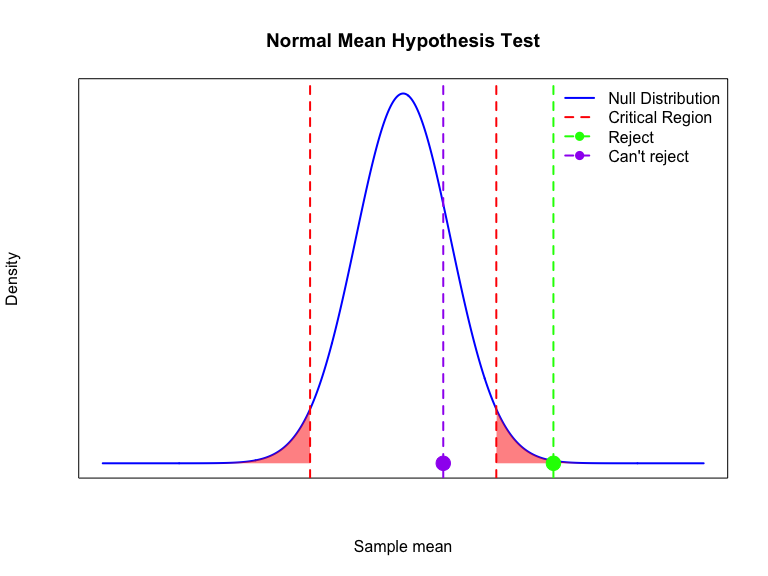 Normal Mean Hypothesis Test
Null Distribution
Critical Region
Reject
Can't reject
Density
Sample mean